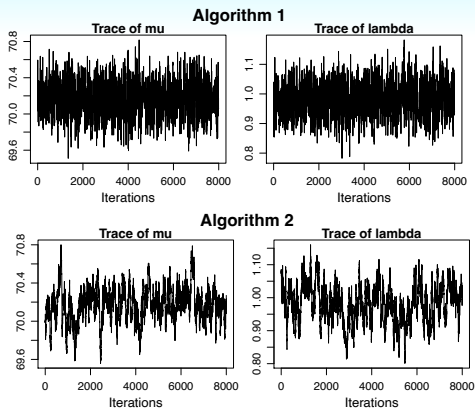 Algorithm 1
Trace of mu
Trace of lambda
70.8
70.4
70.0
69.6
1.1
1.0
0.9
0.8
0 2000 4000 6000 8000
0 2000 4000 6000 8000
Iterations
Iterations
Algorithm 2
Trace of mu
Trace of lambda
70.8
70.4
70.0
69.6
1.10
1.00
0.90
0.80
0 2000 4000 6000 8000
0 2000 4000 6000 8000
Iterations
Iterations